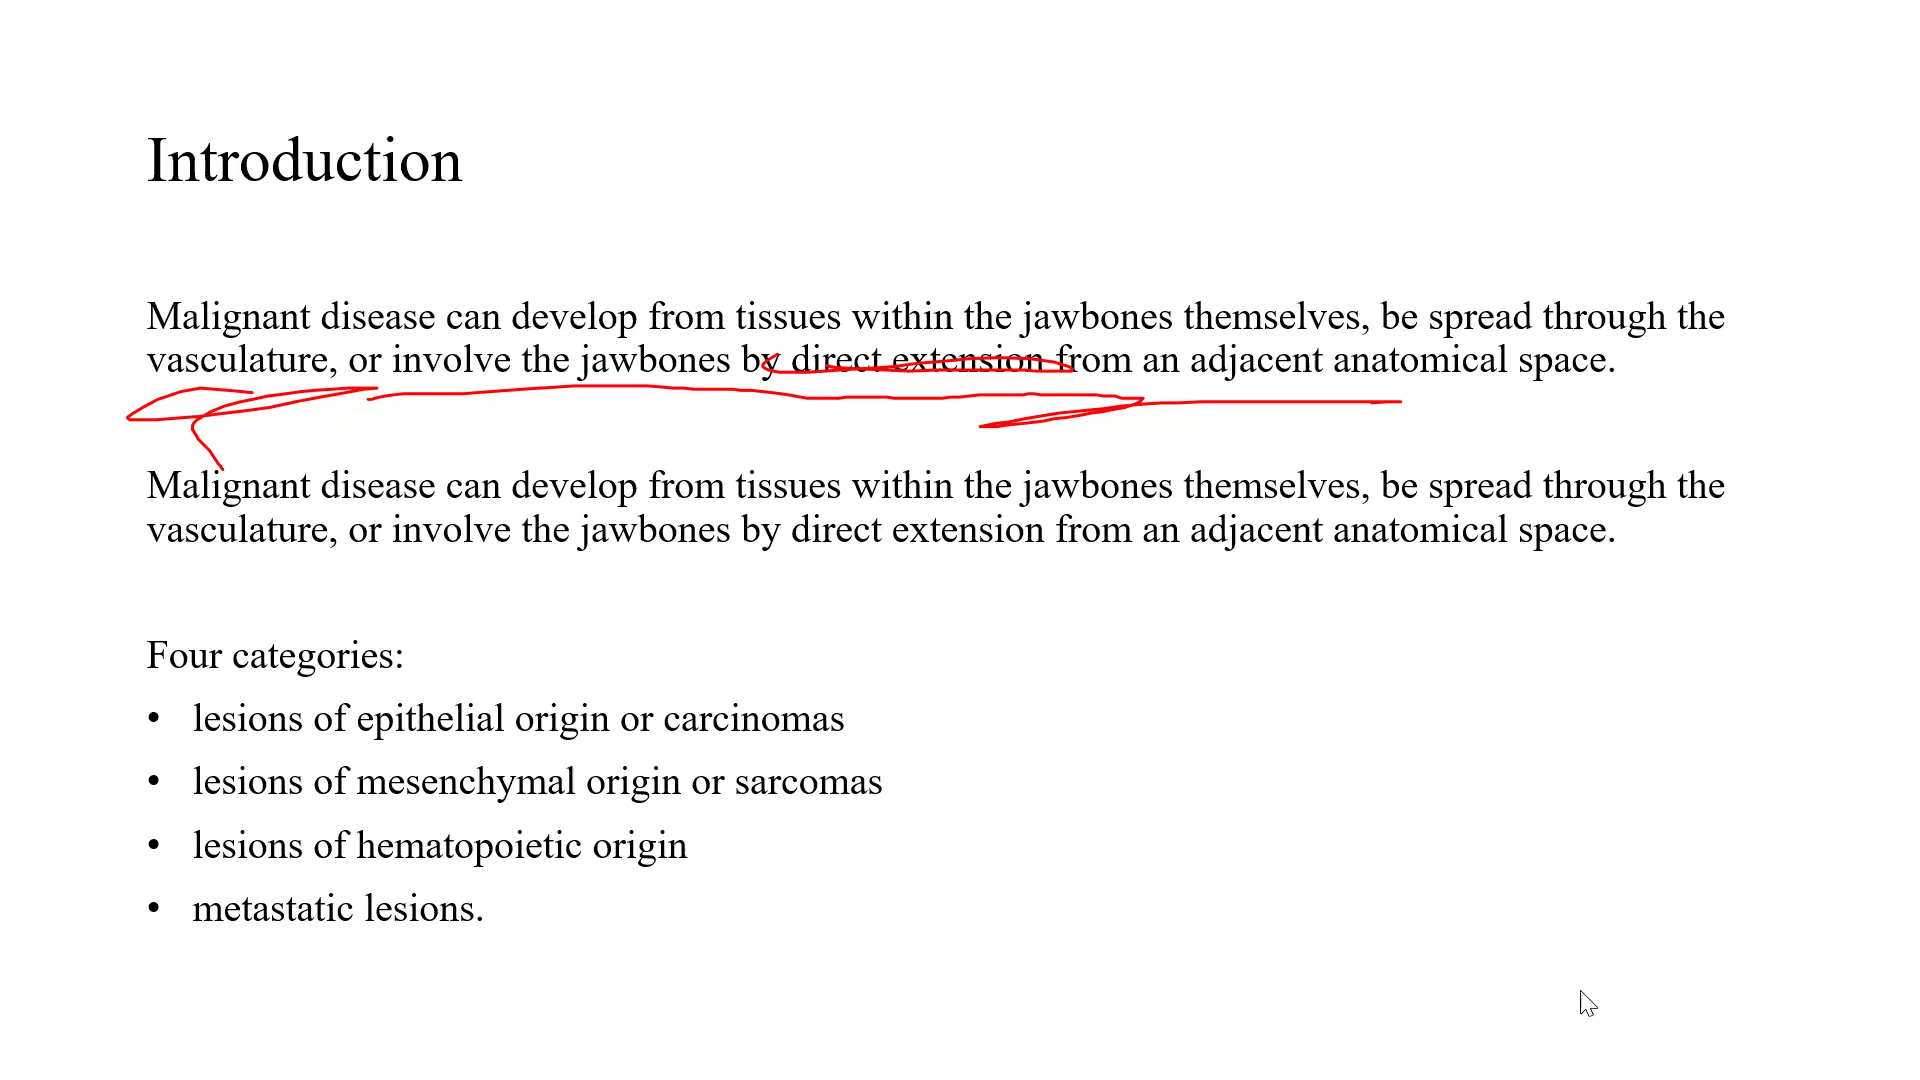 Introduction
Malignant disease can develop from tissues within the jawbones themselves, be spread through the
vasculature, or involve the jawbones by direct extension from an adjacent anatomical space.
Malignant disease can develop from tissues within the jawbones themselves, be spread through the
vasculature, or involve the jawbones by direct extension from an adjacent anatomical space.
Four categories:
• lesions of epithelial origin or carcinomas
• lesions of mesenchymal origin or sarcomas
• lesions of hematopoietic origin
• metastatic lesions.